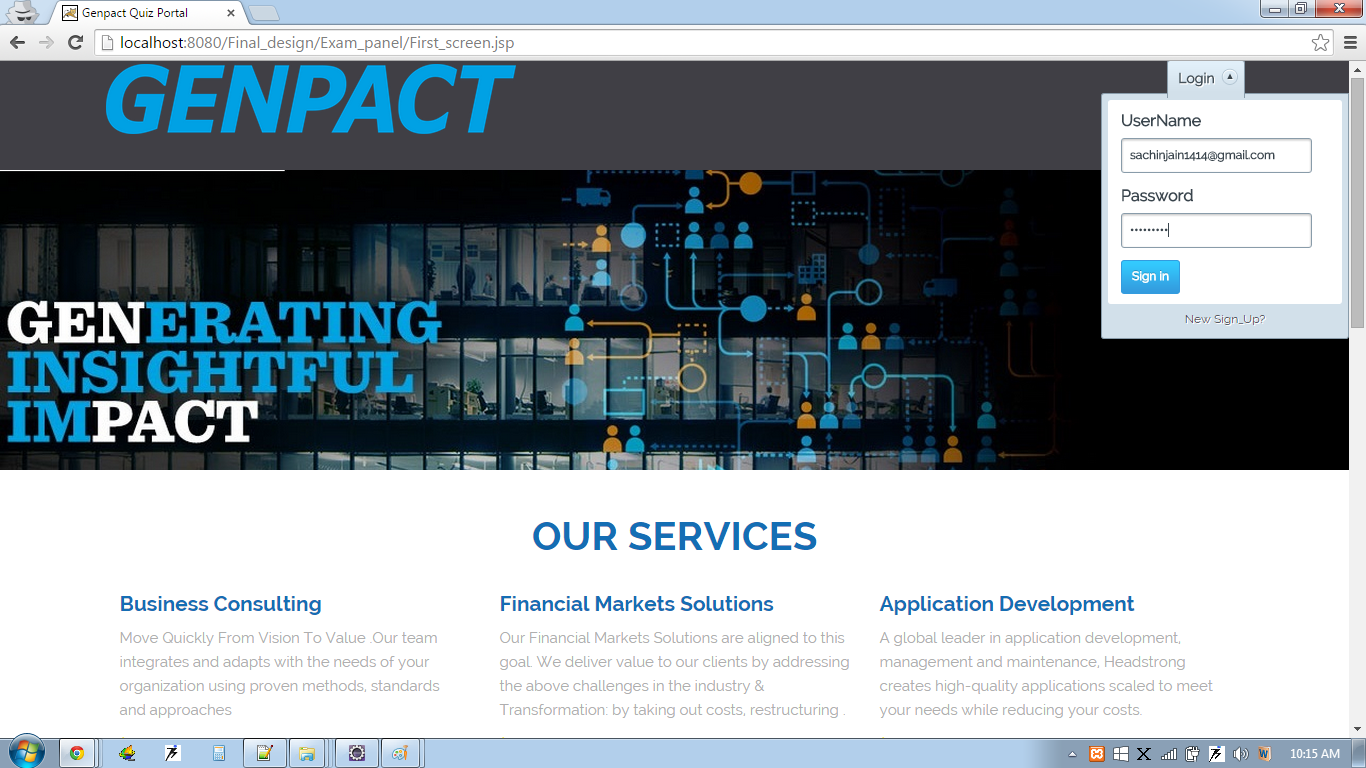 Genpact Quiz Portal
localhost:8080/Final_design/Exam_panel/First_screen.jsp
GENPACT
Login
UserName
sachinjain1414@gmail.com
Password
Sign in
New Sign_Up?
GENERATING
INSIGHTFUL
IMPACT
OUR SERVICES
Business Consulting
Move Quickly From Vision To Value .Our team
integrates and adapts with the needs of your
organization using proven methods, standards
and approaches
Financial Markets Solutions
Our Financial Markets Solutions are aligned to this
goal. We deliver value to our clients by addressing
the above challenges in the industry &
Transformation: by taking out costs, restructuring .
Application Development
A global leader in application development,
management and maintenance, Headstrong
creates high-quality applications scaled to meet
your needs while reducing your costs.
10:15 AM